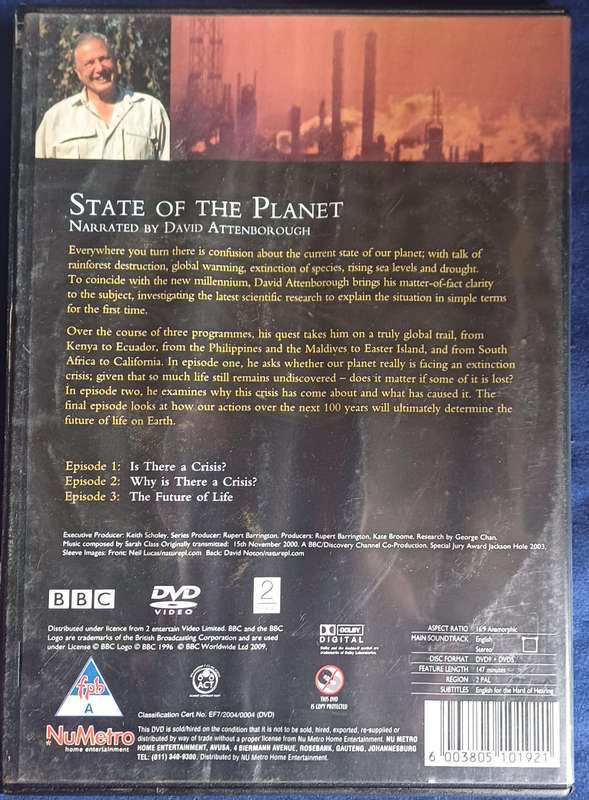 STATE OF THE PLANET
NARRATED BY DAVID ATTENBOROUGH
Everywhere you turn there is confusion about the current state of our planet; with talk of
rainforest destruction, global warming, extinction of species, rising sea levels and drought.
To coincide with the new millennium, David Attenborough brings his matter-of-fact clarity
to the subject, investigating the latest scientific research to explain the situation in simple terms
for the first time.
Over the course of three programmes, his quest takes him on a truly global trail, from
Kenya to Ecuador, from the Philippines and the Maldives to Easter Island, and from South
Africa to California. In episode one, he asks whether our planet really is facing an extinction
crisis; given that so much life still remains undiscovered – does it matter if some of it is lost?
In episode two, he examines why this crisis has come about and what has caused it. The
final episode looks at how our actions over the next 100 years will ultimately determine the
future of life on Earth.
Episode 1: Is There a Crisis?
Episode 2: Why is There a Crisis?
Episode 3: The Future of Life
Executive Producer: Keith Scholey. Series Producer: Rupert Barrington. Producers: Rupert Barrington, Kate Broome. Research by George Chan.
Music composed by Sarah Class Originally transmitted: 15th November 2000. A BBC/Discovery Channel Co-Production. Special Jury Award Jackson Hole 2003,
Sleeve Images: Front: Neil Lucas/naturepl.com Back: David Noton/naturepl.com
BBC
DVD
VIDEO
2
Distributed under licence from 2 entertain Video Limited. BBC and the BBC
Logo are trademarks of the British Broadcasting Corporation and are used
under License © BBC Logo © BBC 1996 © BBC Worldwide Ltd 2009.
DOLBY
DIGITAL
Dolby and the double-D symbol are
trademarks of Dolby Laboratories.
ASPECT RATIO 16:9 Anamorphic
MAIN SOUNDTRACK English
Stereo
DISC FORMAT DVD9 + DVD5
FEATURE LENGTH 147 minutes
REGION 2 PAL
SUBTITLES English for the Hard of Hearing
fpb
A
ACT
THIS DVD
IS COPY PROTECTED
Classification Cert No. EF7/2004/0004 (DVD)
NuMetro
home entertainment
This DVD is sold/hired on the condition that it is not to be sold, hired, exported, re-supplied or
distributed by way of trade without a proper license from Nu Metro Home Entertainment. NU METRO
HOME ENTERTAINMENT, AVUSA, 4 BIERMANN AVENUE, ROSEBANK, GAUTENG, JOHANNESBURG
TEL: (011) 340-9300. Distributed by NU Metro Home Entertainment.
6 003805 101921